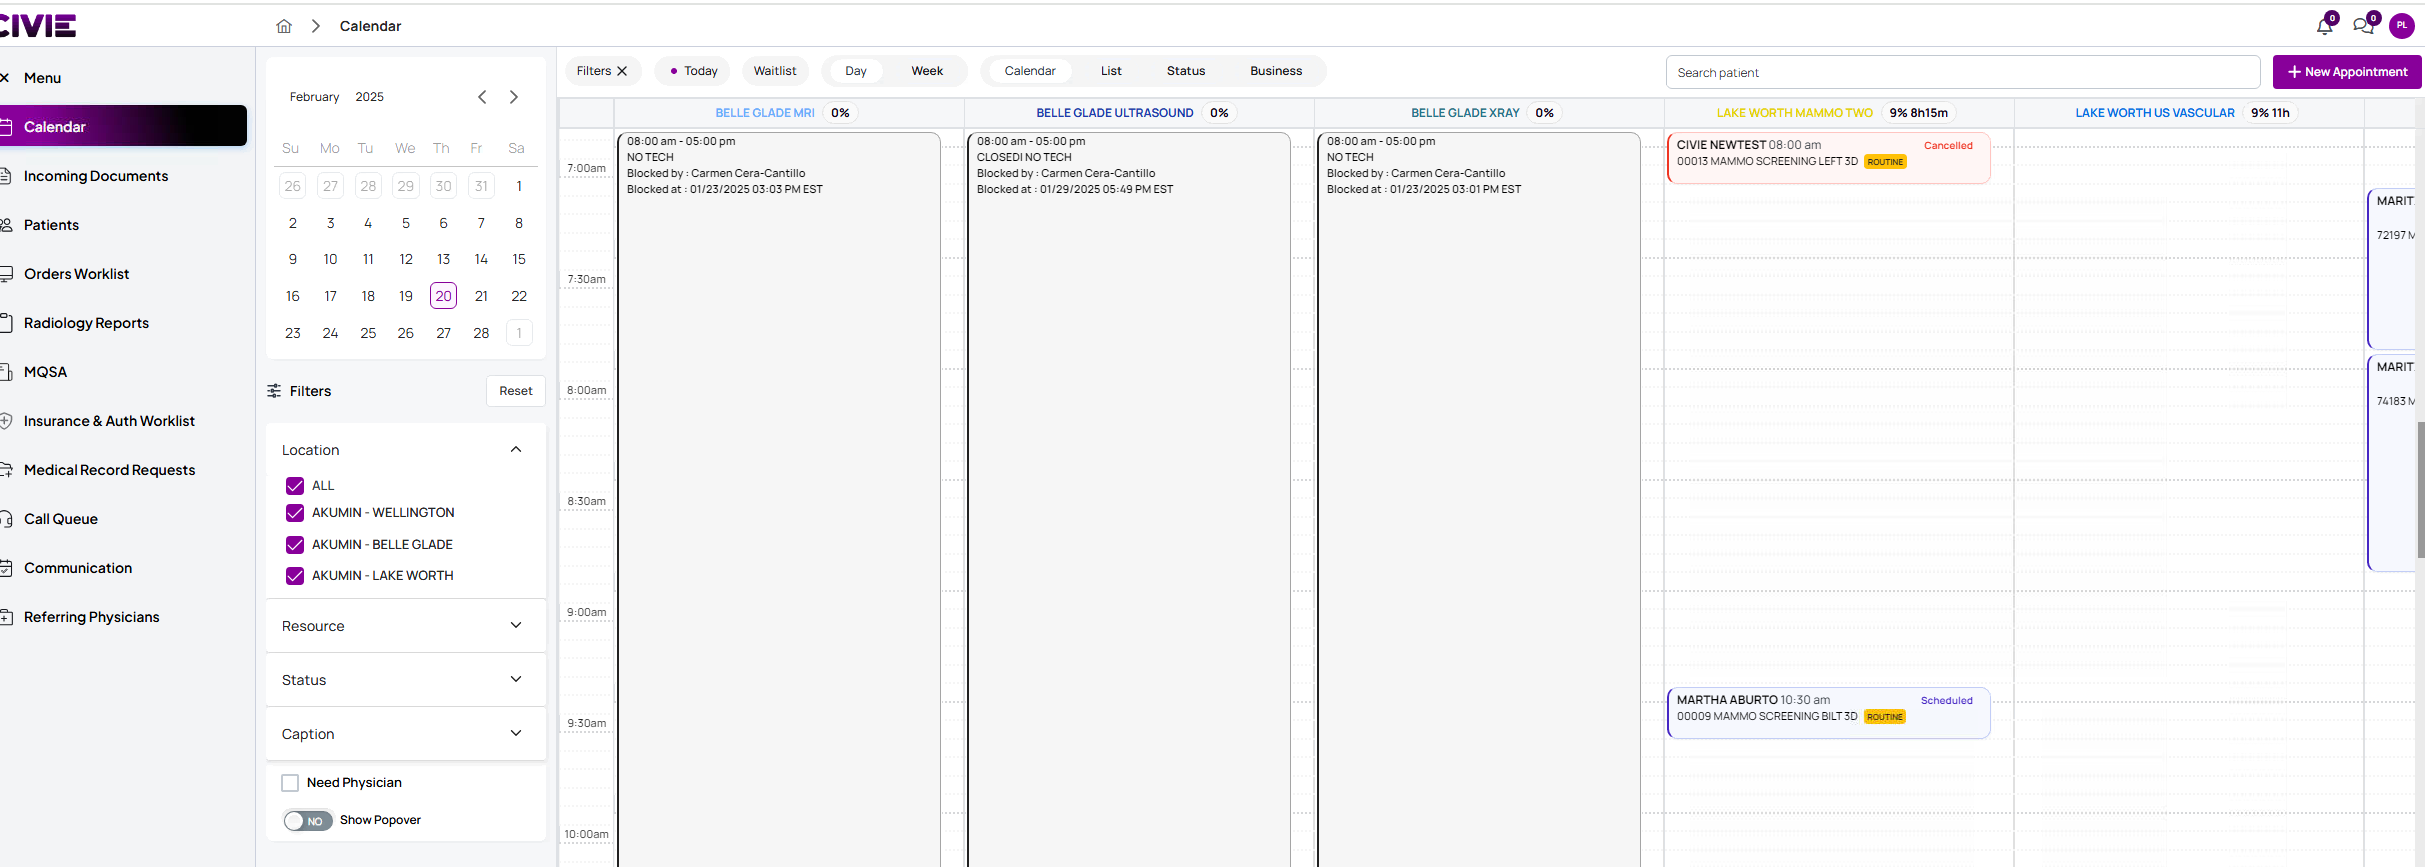 CIVIE
Calendar
0
0
PL
Menu
Calendar
Incoming Documents
Patients
Orders Worklist
Radiology Reports
MQSA
Insurance & Auth Worklist
Medical Record Requests
Call Queue
Communication
Referring Physicians
February 2025
Su Mo Tu We Th Fr Sa
26 27 28 29 30 31 1
2 3 4 5 6 7 8
9 10 11 12 13 14 15
16 17 18 19 20 21 22
23 24 25 26 27 28 1
Filters Reset
Location
ALL
AKUMIN - WELLINGTON
AKUMIN - BELLE GLADE
AKUMIN - LAKE WORTH
Resource
Status
Caption
Need Physician
NO Show Popover
Filters Today Waitlist Day Week Calendar List Status Business
Search patient
New Appointment
BELLE GLADE MRI 0%
BELLE GLADE ULTRASOUND 0%
BELLE GLADE XRAY 0%
LAKE WORTH MAMMO TWO 9% 8h15m
LAKE WORTH US VASCULAR 9% 11h
7:00am
7:30am
8:00am
8:30am
9:00am
9:30am
10:00am
08:00 am - 05:00 pm
NO TECH
Blocked by : Carmen Cera-Cantillo
Blocked at : 01/23/2025 03:03 PM EST
08:00 am - 05:00 pm
CLOSEDI NO TECH
Blocked by : Carmen Cera-Cantillo
Blocked at : 01/29/2025 05:49 PM EST
08:00 am - 05:00 pm
NO TECH
Blocked by : Carmen Cera-Cantillo
Blocked at : 01/23/2025 03:01 PM EST
CIVIE NEWTEST 08:00 am Cancelled
00013 MAMMO SCREENING LEFT 3D ROUTINE
MARTHA ABURTO 10:30 am Scheduled
00009 MAMMO SCREENING BILT 3D ROUTINE
MARIT
72197 M
MARIT
74183 M